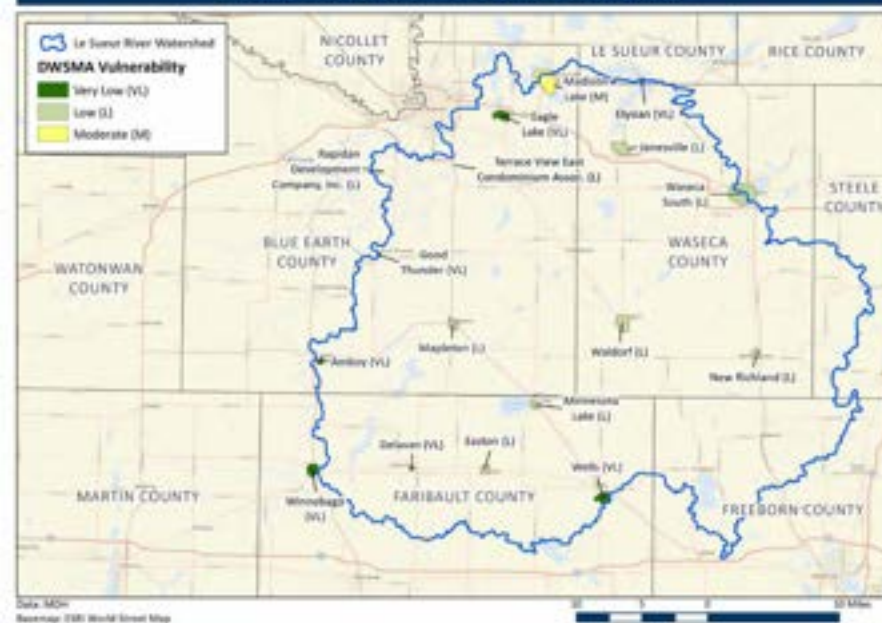 Le Sueur River Watershed
DWSMA Vulnerability
Very Low (VL)
Low (L)
Moderate (M)
NICOLLET
COUNTY
LE SUEUR COUNTY
RICE COUNTY
Madison
Lake (M)
Eagle
Lake (VL)
Elysian (VL)
Janesville (L)
Rapidan
Development
Company, Inc. (L)
Terrace View East
Condominium Assoc. (L)
Waseca
South (L)
STEELE
COUNTY
BLUE EARTH
COUNTY
Good
Thunder (VL)
WASECA
COUNTY
WATONWAN
COUNTY
Mapleton (L)
Waldorf (L)
Amboy (VL)
New Richland (L)
Minnesota
Lake (L)
Delavan (VL)
Easton (L)
Wells (VL)
MARTIN COUNTY
Winnebago
(VL)
FARIBAULT COUNTY
FREEBORN COUNTY
Data: MDH
Basemap: ESRI World Street Map
10 5 0 10 Miles